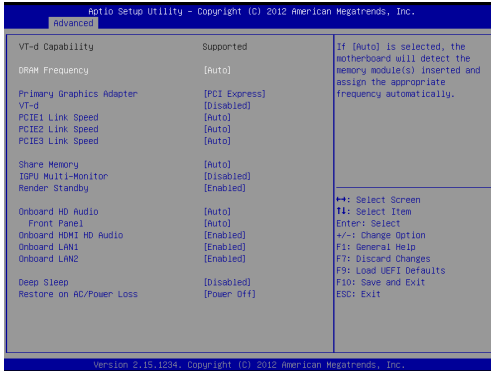 Aptio Setup Utility – Copyright (C) 2012 American Megatrends, Inc.
Advanced
VT-d Capability Supported
DRAM Frequency [Auto]
Primary Graphics Adapter [PCI Express]
VT-d [Disabled]
PCIE1 Link Speed [Auto]
PCIE2 Link Speed [Auto]
PCIE3 Link Speed [Auto]
Share Memory [Auto]
IGPU Multi-Monitor [Disabled]
Render Standby [Enabled]
Onboard HD Audio [Auto]
Front Panel [Auto]
Onboard HDMI HD Audio [Enabled]
Onboard LAN1 [Enabled]
Onboard LAN2 [Enabled]
Deep Sleep [Disabled]
Restore on AC/Power Loss [Power Off]
If [Auto] is selected, the
motherboard will detect the
memory module(s) inserted and
assign the appropriate
frequency automatically.
↔: Select Screen
↑↓: Select Item
Enter: Select
+/-: Change Option
F1: General Help
F7: Discard Changes
F9: Load UEFI Defaults
F10: Save and Exit
ESC: Exit
Version 2.15.1234. Copyright (C) 2012 American Megatrends, Inc.